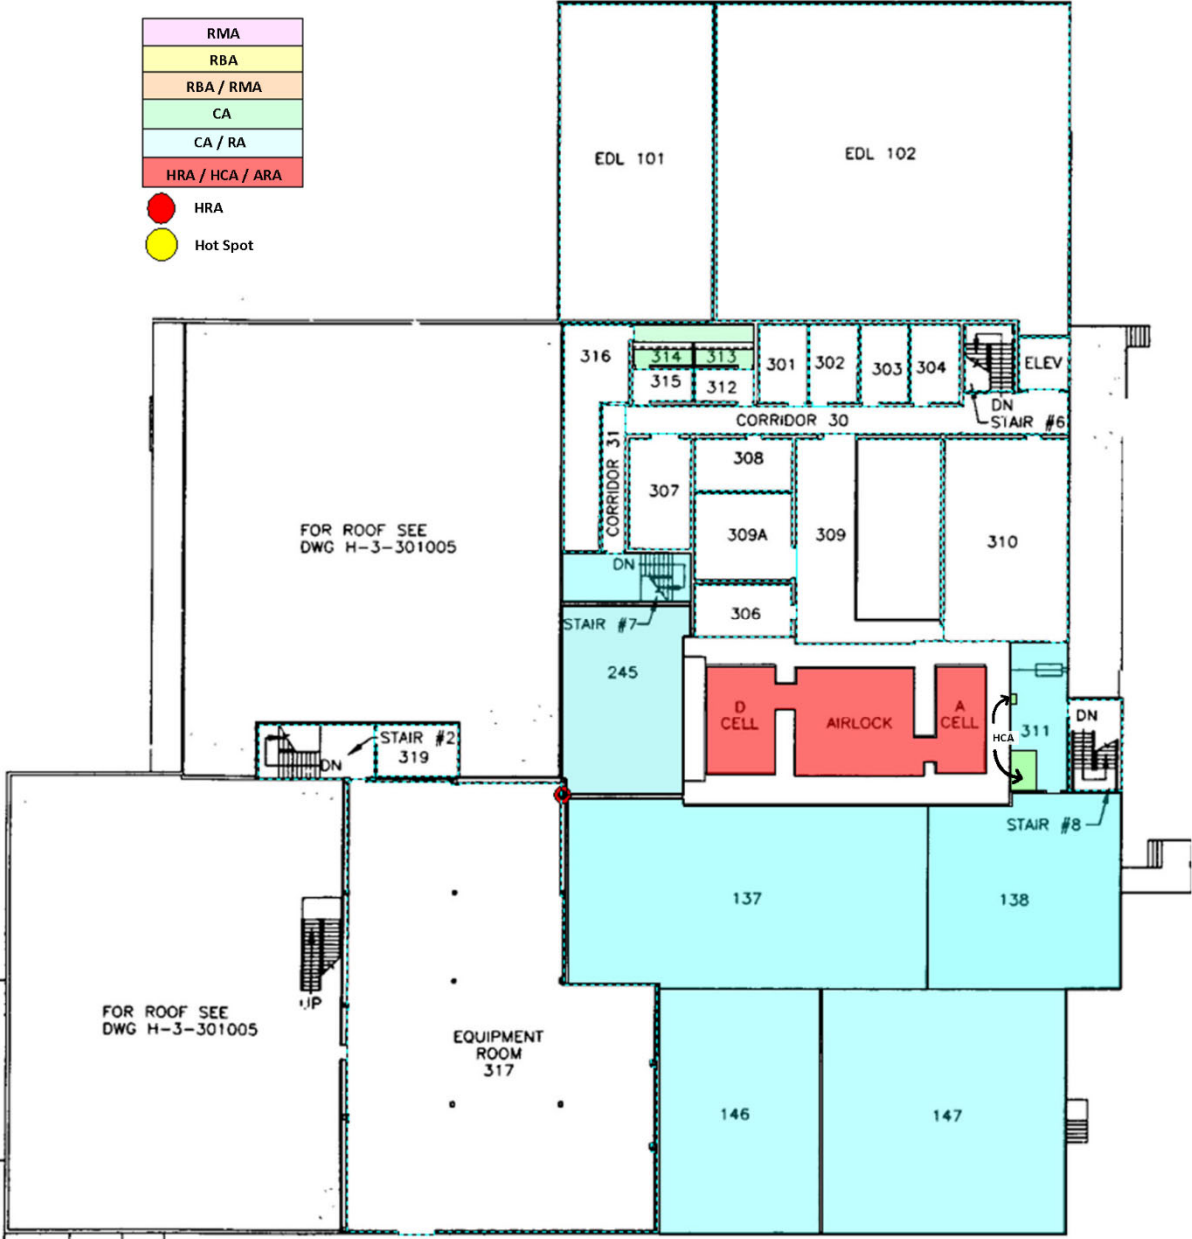 RMA
RBA
RBA / RMA
CA
CA / RA
HRA / HCA / ARA
HRA
Hot Spot
EDL 101
EDL 102
316
314
313
315
312
301
302
303
304
ELEV
DN
STAIR #6
CORRIDOR 30
CORRIDOR 31
307
308
309A
309
310
306
FOR ROOF SEE
DWG H-3-301005
DN
STAIR #7
245
D
CELL
AIRLOCK
A
CELL
HCA
311
DN
STAIR #8
STAIR #2
DN
319
137
138
UP
FOR ROOF SEE
DWG H-3-301005
EQUIPMENT
ROOM
317
146
147